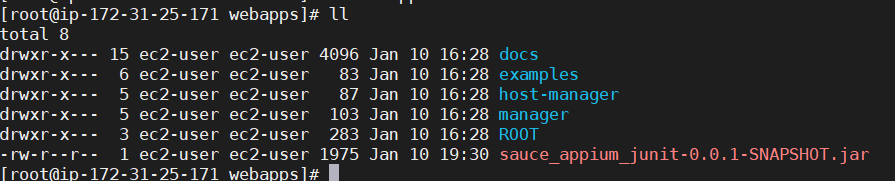 [root@ip-172-31-25-171 webapps]# ll
total 8
drwxr-x--- 15 ec2-user ec2-user 4096 Jan 10 16:28 docs
drwxr-x---  6 ec2-user ec2-user   83 Jan 10 16:28 examples
drwxr-x---  5 ec2-user ec2-user   87 Jan 10 16:28 host-manager
drwxr-x---  5 ec2-user ec2-user  103 Jan 10 16:28 manager
drwxr-x---  3 ec2-user ec2-user  283 Jan 10 16:28 ROOT
-rw-r--r--  1 ec2-user ec2-user 1975 Jan 10 19:30 sauce_appium_junit-0.0.1-SNAPSHOT.jar
[root@ip-172-31-25-171 webapps]#